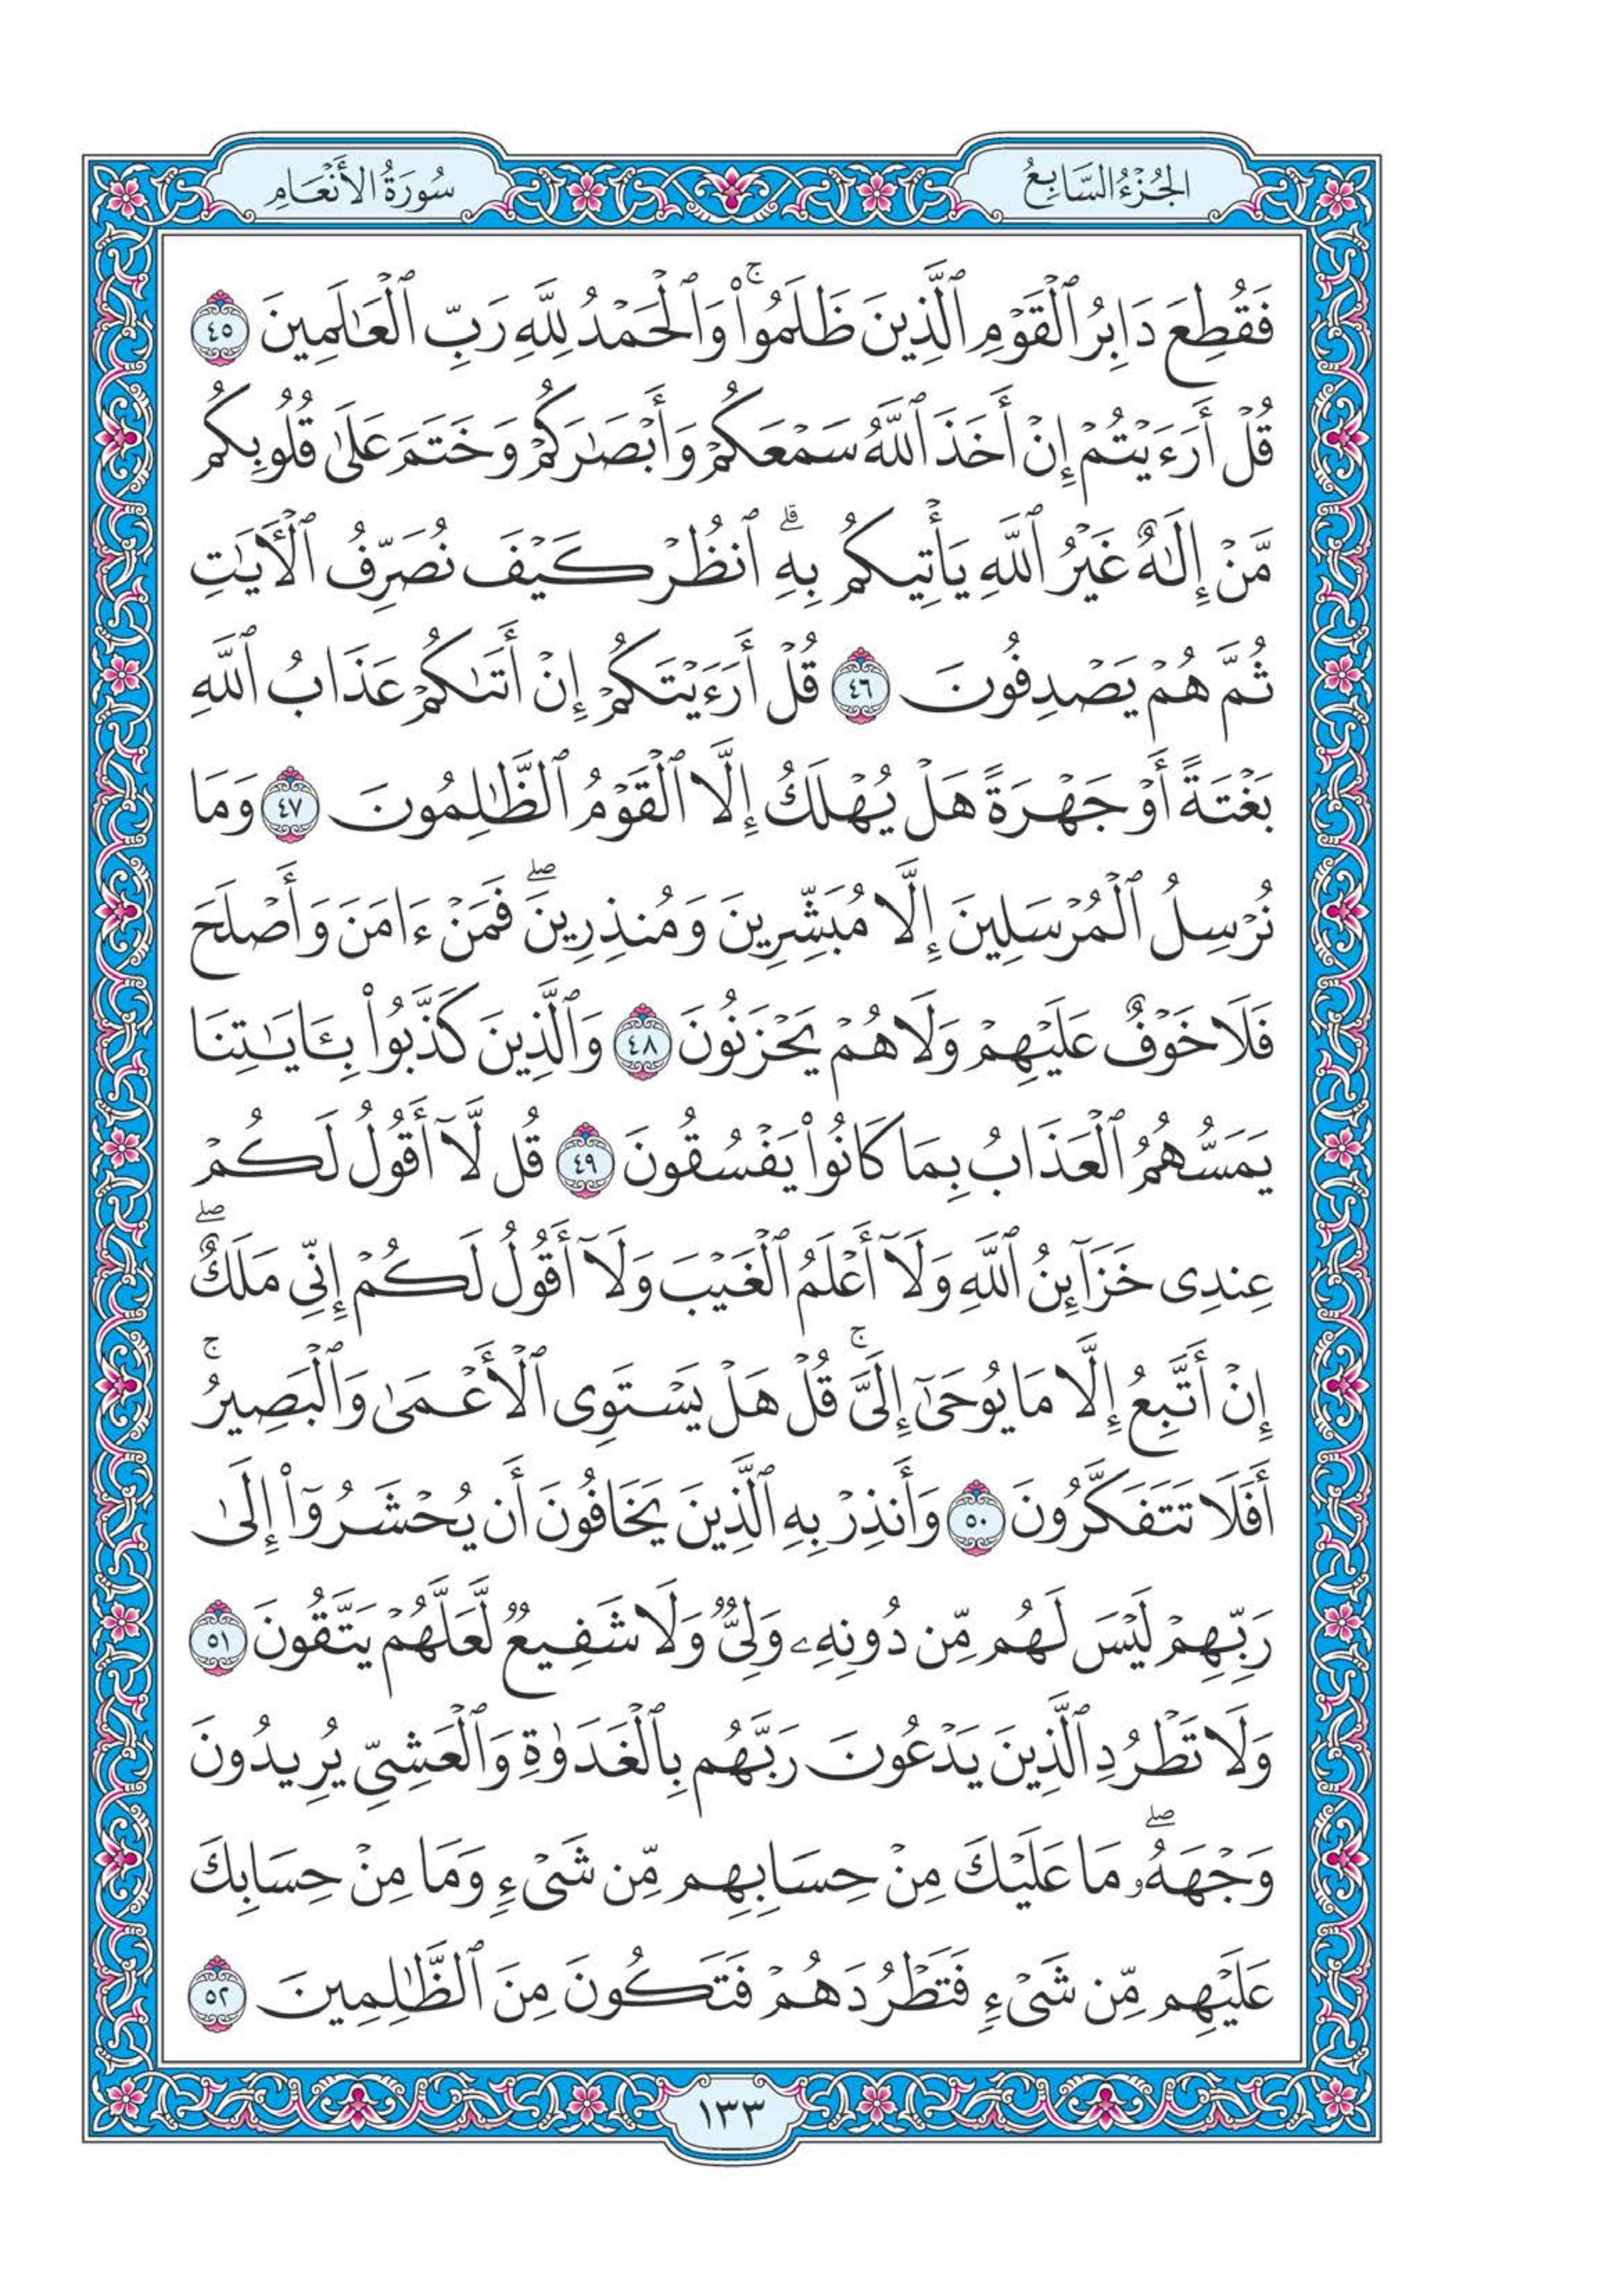 الجُزْءُ السَّابِعُ
سُورَةُ الأَنْعَامِ
فَقُطِعَ دَابِرُ ٱلْقَوْمِ ٱلَّذِينَ ظَلَمُوا۟ ۚ وَٱلْحَمْدُ لِلَّهِ رَبِّ ٱلْعَٰلَمِينَ ٤٥
قُلْ أَرَءَيْتُمْ إِنْ أَخَذَ ٱللَّهُ سَمْعَكُمْ وَأَبْصَٰرَكُمْ وَخَتَمَ عَلَىٰ قُلُوبِكُم
مَّنْ إِلَٰهٌ غَيْرُ ٱللَّهِ يَأْتِيكُم بِهِ ۗ ٱنظُرْ كَيْفَ نُصَرِّفُ ٱلْءَايَٰتِ
ثُمَّ هُمْ يَصْدِفُونَ ٤٦ قُلْ أَرَءَيْتَكُمْ إِنْ أَتَىٰكُمْ عَذَابُ ٱللَّهِ
بَغْتَةً أَوْ جَهْرَةً هَلْ يُهْلَكُ إِلَّا ٱلْقَوْمُ ٱلظَّٰلِمُونَ ٤٧ وَمَا
نُرْسِلُ ٱلْمُرْسَلِينَ إِلَّا مُبَشِّرِينَ وَمُنذِرِينَ ۖ فَمَنْ ءَامَنَ وَأَصْلَحَ
فَلَا خَوْفٌ عَلَيْهِمْ وَلَا هُمْ يَحْزَنُونَ ٤٨ وَٱلَّذِينَ كَذَّبُوا۟ بِـَٔايَٰتِنَا
يَمَسُّهُمُ ٱلْعَذَابُ بِمَا كَانُوا۟ يَفْسُقُونَ ٤٩ قُل لَّآ أَقُولُ لَكُمْ
عِندِى خَزَآئِنُ ٱللَّهِ وَلَآ أَعْلَمُ ٱلْغَيْبَ وَلَآ أَقُولُ لَكُمْ إِنِّى مَلَكٌ ۖ
إِنْ أَتَّبِعُ إِلَّا مَا يُوحَىٰٓ إِلَىَّ ۚ قُلْ هَلْ يَسْتَوِى ٱلْأَعْمَىٰ وَٱلْبَصِيرُ ۚ
أَفَلَا تَتَفَكَّرُونَ ٥٠ وَأَنذِرْ بِهِ ٱلَّذِينَ يَخَافُونَ أَن يُحْشَرُوٓا۟ إِلَىٰ
رَبِّهِمْ لَيْسَ لَهُم مِّن دُونِهِۦ وَلِىٌّ وَلَا شَفِيعٌ لَّعَلَّهُمْ يَتَّقُونَ ٥١
وَلَا تَطْرُدِ ٱلَّذِينَ يَدْعُونَ رَبَّهُم بِٱلْغَدَوٰةِ وَٱلْعَشِىِّ يُرِيدُونَ
وَجْهَهُۥ ۖ مَا عَلَيْكَ مِنْ حِسَابِهِم مِّن شَىْءٍ وَمَا مِنْ حِسَابِكَ
عَلَيْهِم مِّن شَىْءٍ فَتَطْرُدَهُمْ فَتَكُونَ مِنَ ٱلظَّٰلِمِينَ ٥٢
١٣٣